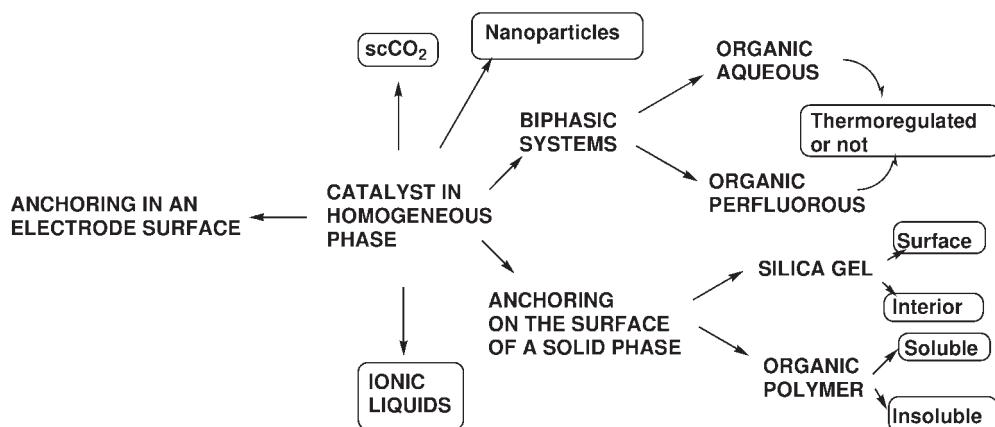 scCO₂
Nanoparticles
ORGANIC
AQUEOUS
BIPHASIC
SYSTEMS
Thermoregulated
or not
ORGANIC
PERFLUOROUS
ANCHORING IN AN
ELECTRODE SURFACE
CATALYST IN
HOMOGENEOUS
PHASE
Surface
SILICA GEL
Interior
ANCHORING
ON THE SURFACE
OF A SOLID PHASE
Soluble
ORGANIC
POLYMER
Insoluble
IONIC
LIQUIDS